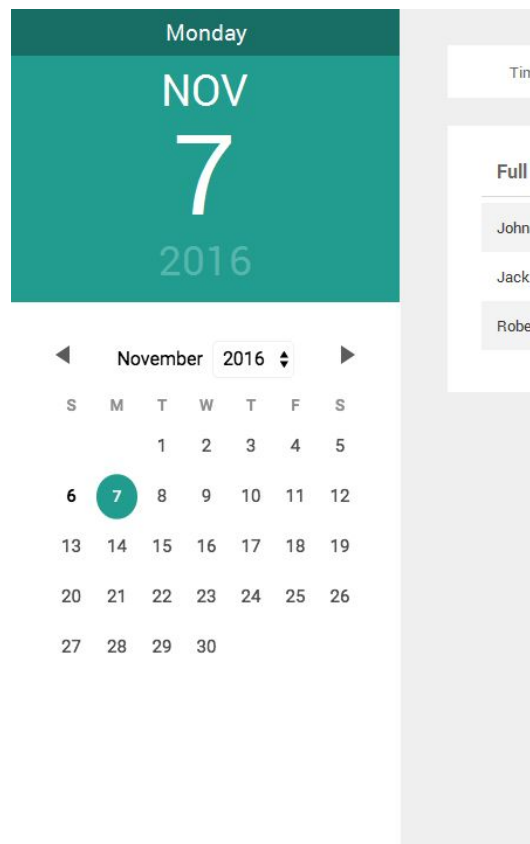 Monday
NOV
7
2016
November 2016
S M T W T F S
1 2 3 4 5
6 7 8 9 10 11 12
13 14 15 16 17 18 19
20 21 22 23 24 25 26
27 28 29 30
Full
John
Jack